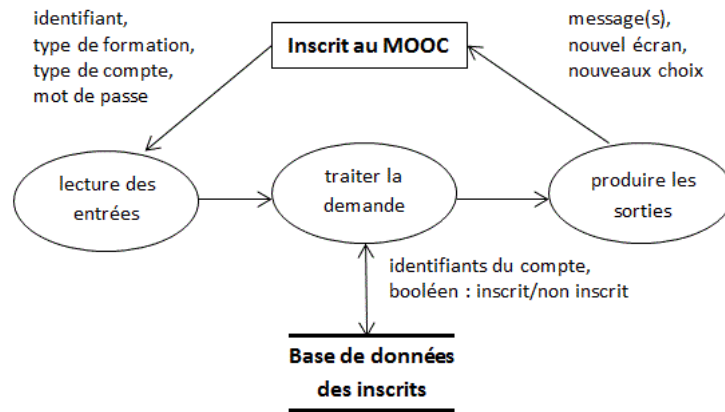 identifiant,
type de formation,
type de compte,
mot de passe
Inscrit au MOOC
message(s),
nouvel écran,
nouveaux choix
lecture des
entrées
traiter la
demande
produire les
sorties
identifiants du compte,
booléen : inscrit/non inscrit
Base de données
des inscrits